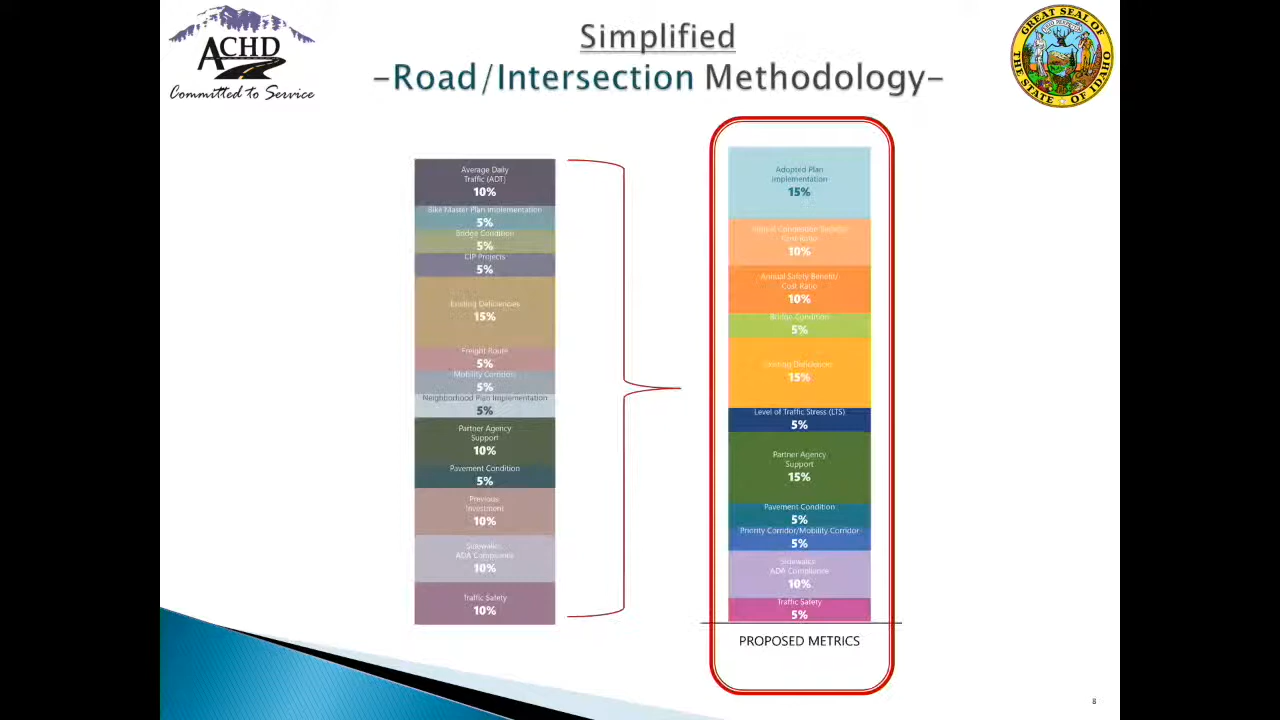 ACHD
Committed to Service
Simplified
-Road/Intersection Methodology-
GREAT SEAL OF
THE STATE OF IDAHO
Average Daily
Traffic (ADT)
10%
Bike Master Plan Implementation
5%
Bridge Condition
5%
CIP Projects
5%
Existing Deficiencies
15%
Freight Route
5%
Mobility Corridors
5%
Neighborhood Plan Implementation
5%
Partner Agency
Support
10%
Pavement Condition
5%
Previous
Investment
10%
Sidewalks
ADA Compliance
10%
Traffic Safety
10%
Adopted Plan
Implementation
15%
Annual Congestion Benefit/
Cost Ratio
10%
Annual Safety Benefit/
Cost Ratio
10%
Bridge Condition
5%
Existing Deficiencies
15%
Level of Traffic Stress (LTS)
5%
Partner Agency
Support
15%
Pavement Condition
5%
Priority Corridor/Mobility Corridor
5%
Sidewalks
ADA Compliance
10%
Traffic Safety
5%
PROPOSED METRICS
8